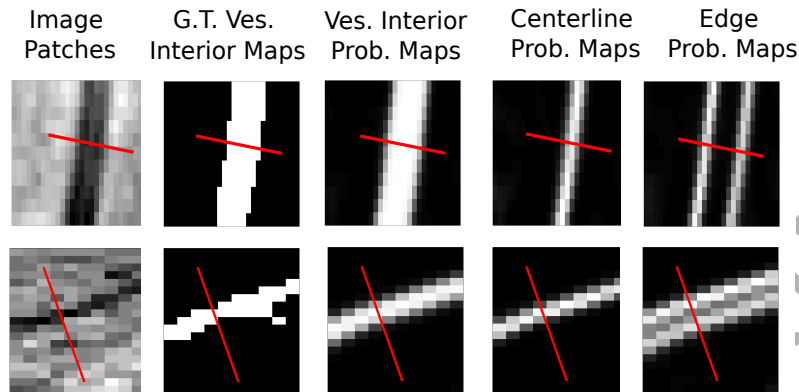 Image Patches
G.T. Ves. Interior Maps
Ves. Interior Prob. Maps
Centerline Prob. Maps
Edge Prob. Maps